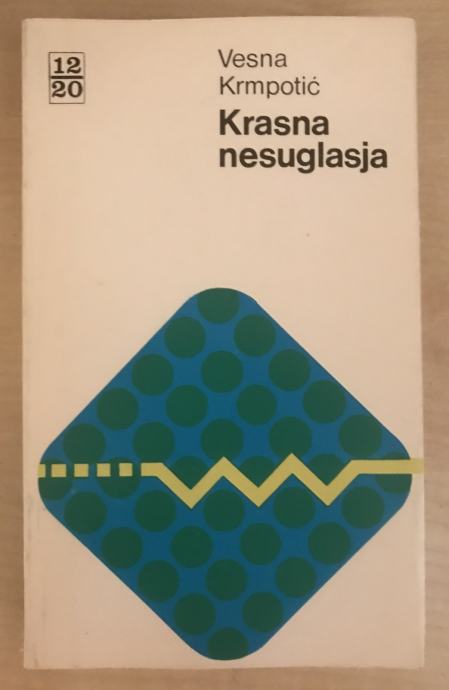 12
20
Vesna
Krmpotić
Krasna
nesuglasja